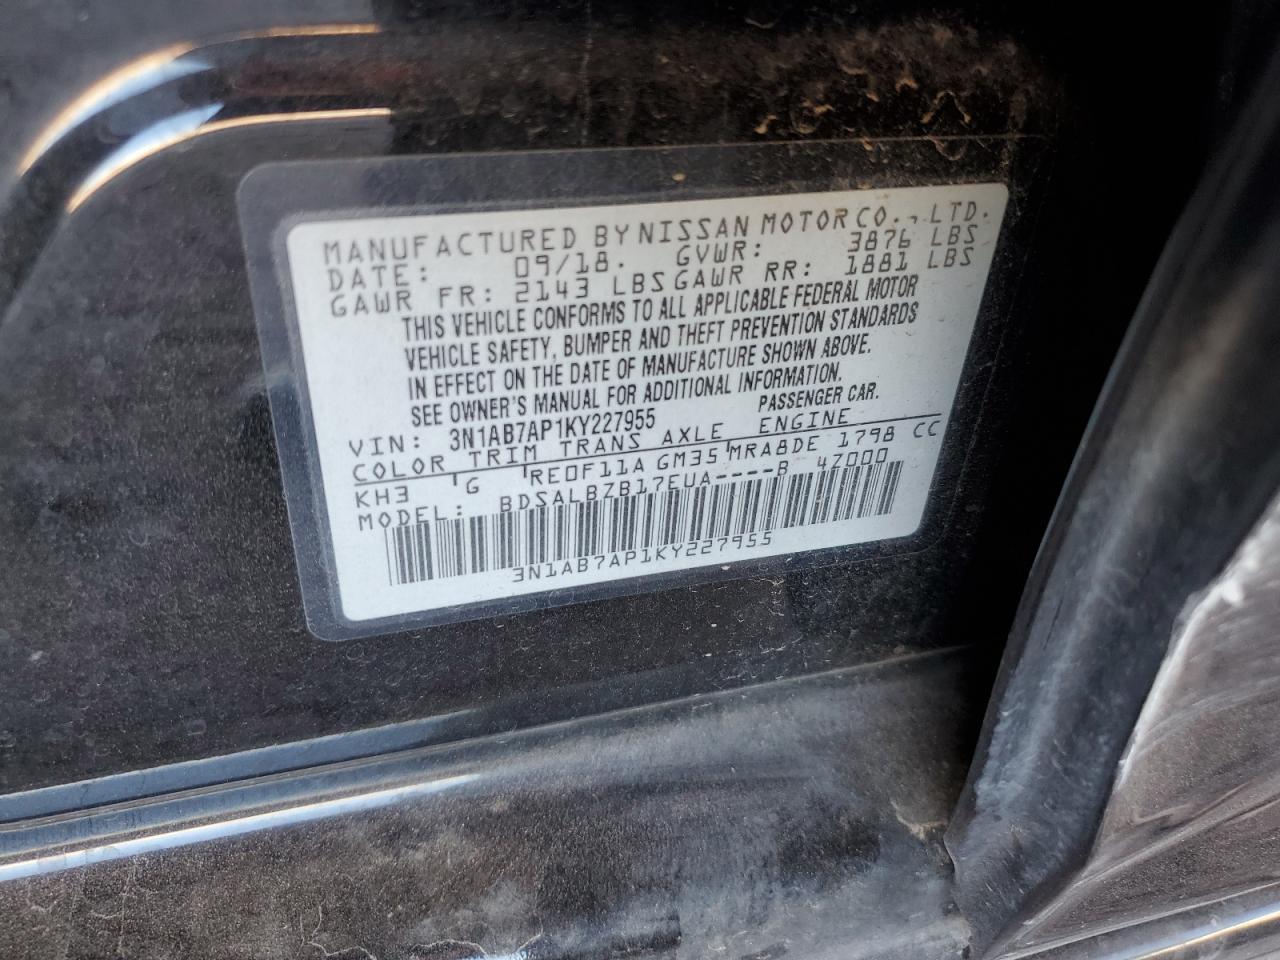 MANUFACTURED BY NISSAN MOTOR CO., LTD.
DATE: 09/18. GVWR: 3876 LBS
GAWR FR: 2143 LBS GAWR RR: 1881 LBS
THIS VEHICLE CONFORMS TO ALL APPLICABLE FEDERAL MOTOR
VEHICLE SAFETY, BUMPER AND THEFT PREVENTION STANDARDS
IN EFFECT ON THE DATE OF MANUFACTURE SHOWN ABOVE.
SEE OWNER'S MANUAL FOR ADDITIONAL INFORMATION.
VIN: 3N1AB7AP1KY227955 PASSENGER CAR.
COLOR TRIM TRANS AXLE ENGINE
KH3 G RE0F11A GM35 MRA8DE 1798 CC
MODEL: BDSALBZB17EUA----B 4Z000
3N1AB7AP1KY227955